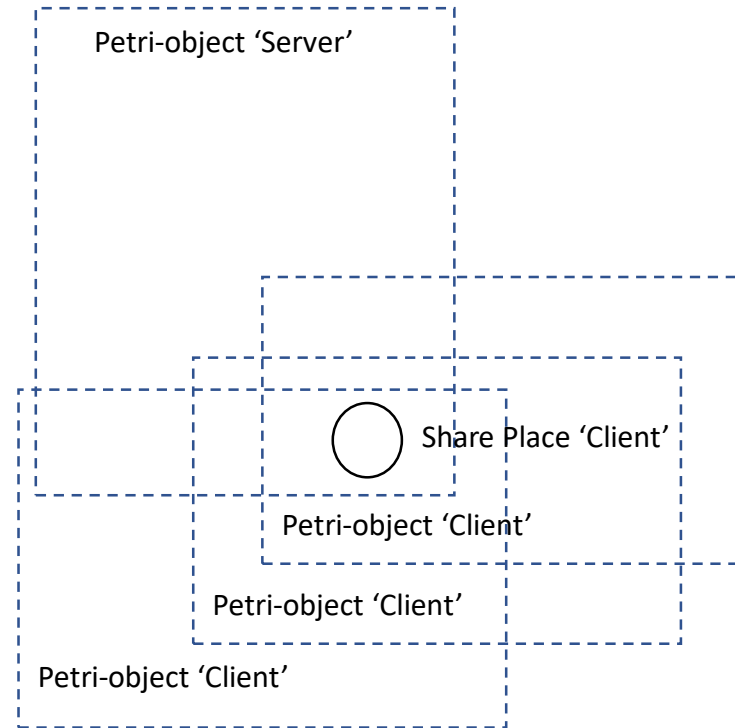 Petri-object ‘Server’
Share Place ‘Client’
Petri-object ‘Client’
Petri-object ‘Client’
Petri-object ‘Client’